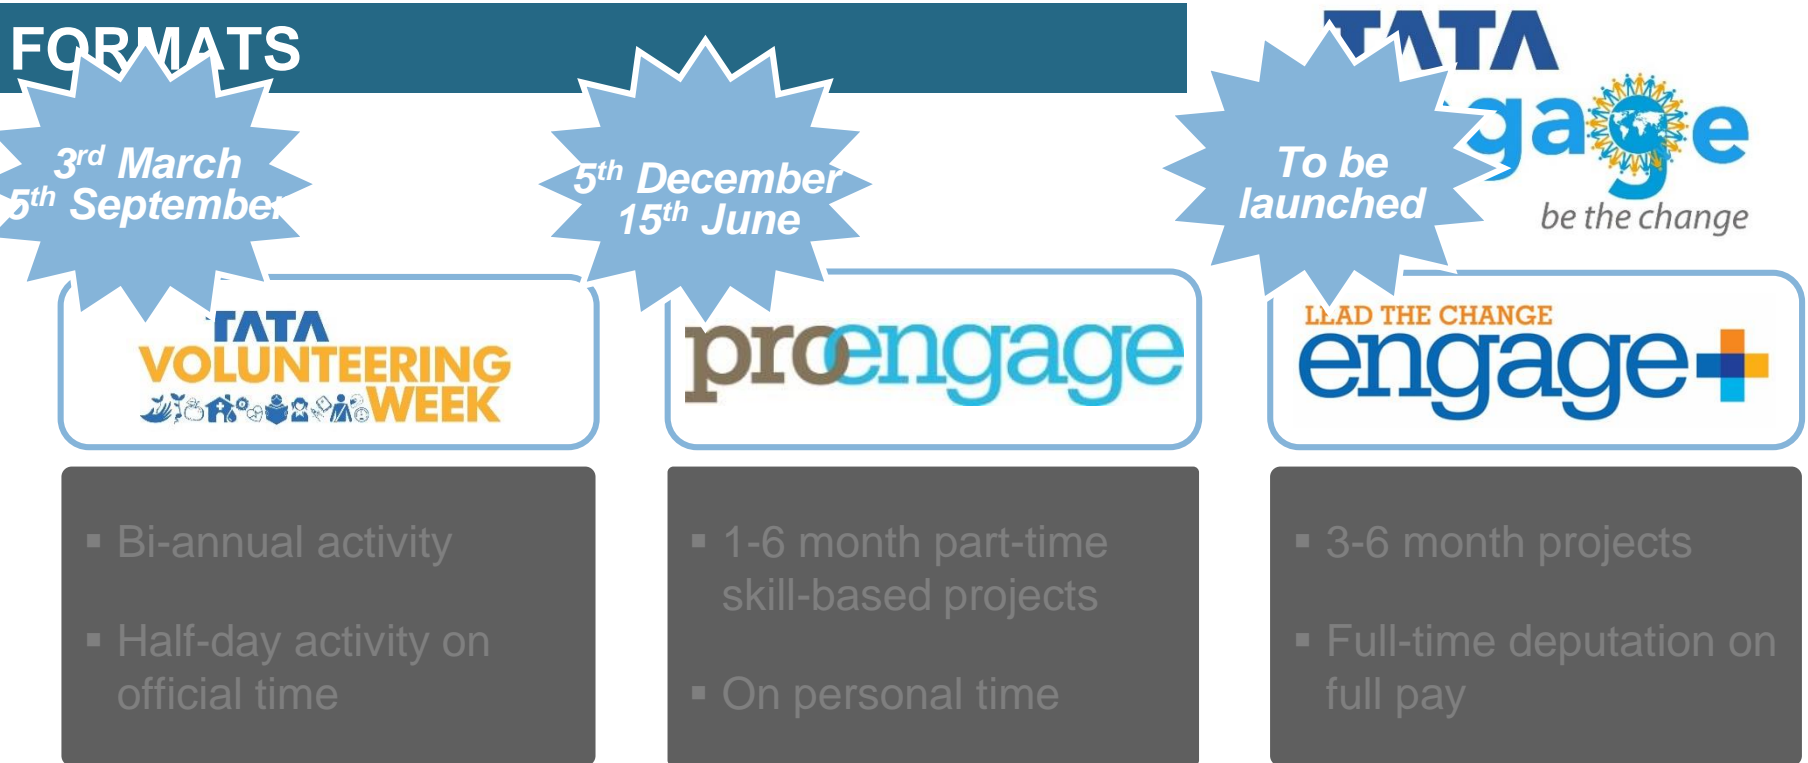 FORMATS
TATA
gage
be the change
3rd March
5th September
5th December
15th June
To be
launched
TATA
VOLUNTEERING
WEEK
proengage
LEAD THE CHANGE
engage+
▪ Bi-annual activity
▪ Half-day activity on
official time
▪ 1-6 month part-time
skill-based projects
▪ On personal time
▪ 3-6 month projects
▪ Full-time deputation on
full pay